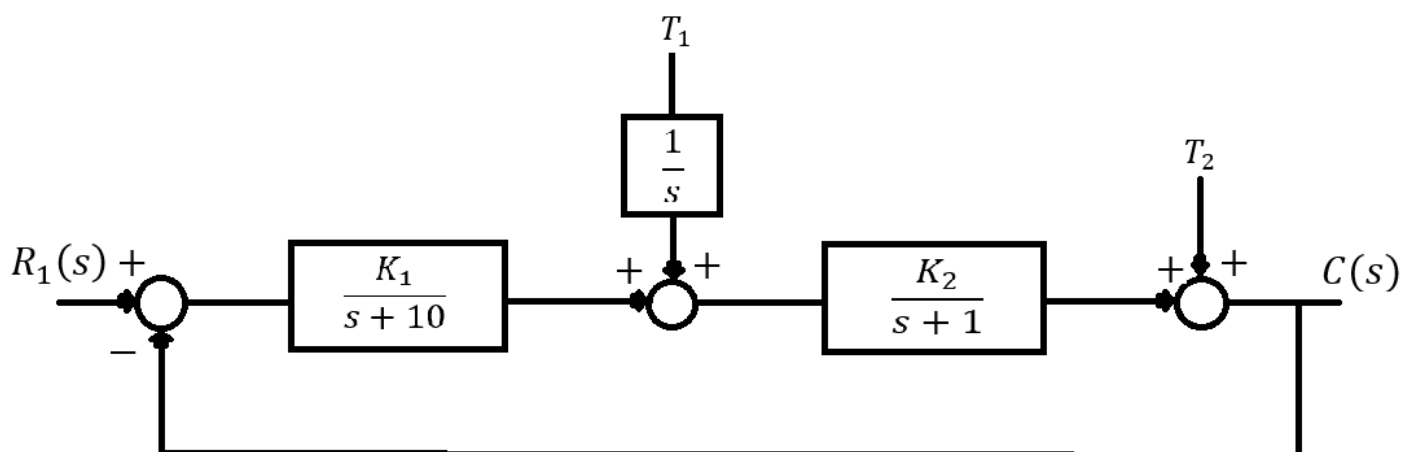 T₁
1
s
T₂
R₁(s) +
−
K₁
s + 10
+ +
K₂
s + 1
+ +
C(s)